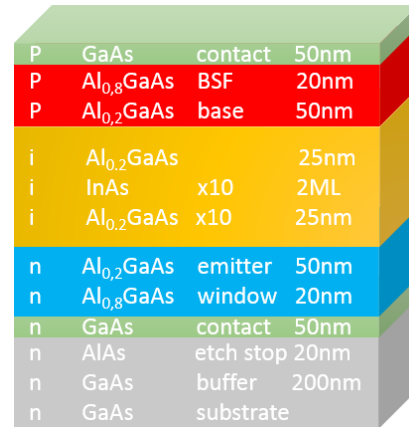 P GaAs contact 50nm
P Al0,8GaAs BSF 20nm
P Al0,2GaAs base 50nm
i Al0.2GaAs 25nm
i InAs x10 2ML
i Al0.2GaAs x10 25nm
n Al0,2GaAs emitter 50nm
n Al0,8GaAs window 20nm
n GaAs contact 50nm
n AlAs etch stop 20nm
n GaAs buffer 200nm
n GaAs substrate